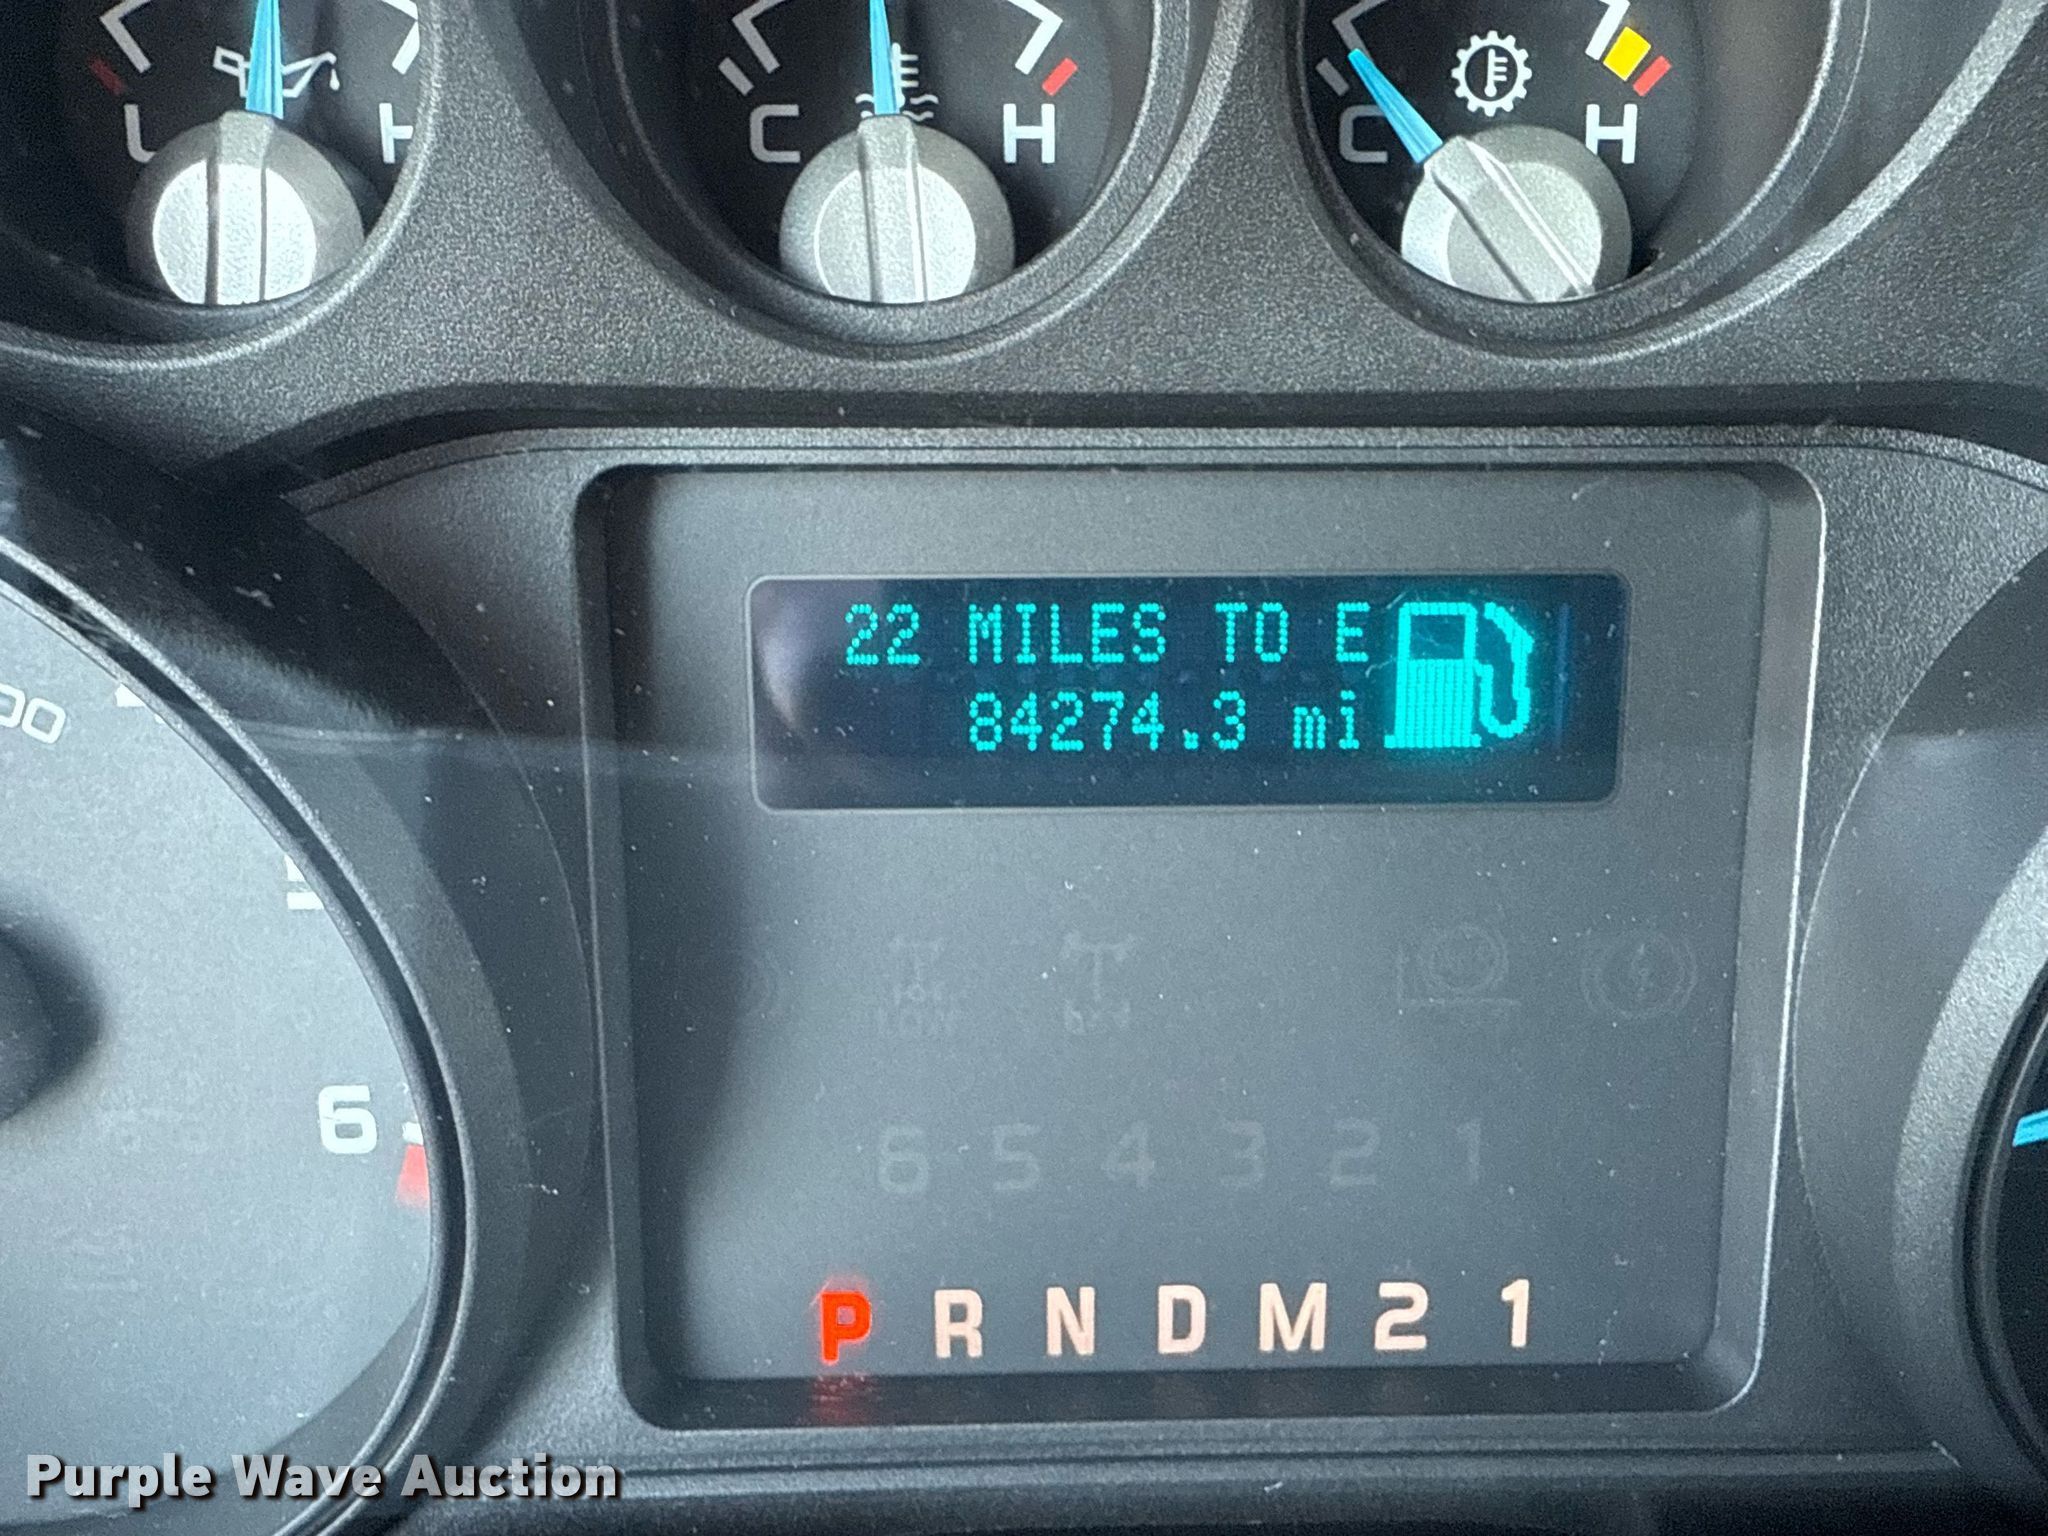 L H
C H
C H
22 MILES TO E
84274.3 mi
6
6 5 4 3 2 1
P R N D M 2 1
Purple Wave Auction